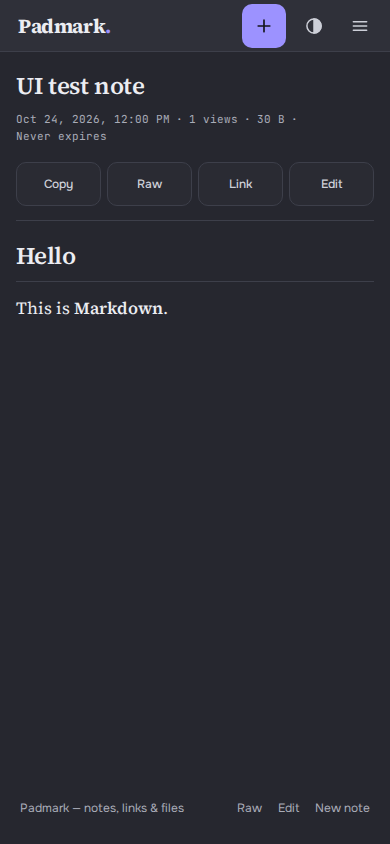 Padmark.
UI test note
Oct 24, 2026, 12:00 PM · 1 views · 30 B ·
Never expires
Copy Raw Link Edit
Hello
This is Markdown.
Padmark — notes, links & files Raw Edit New note